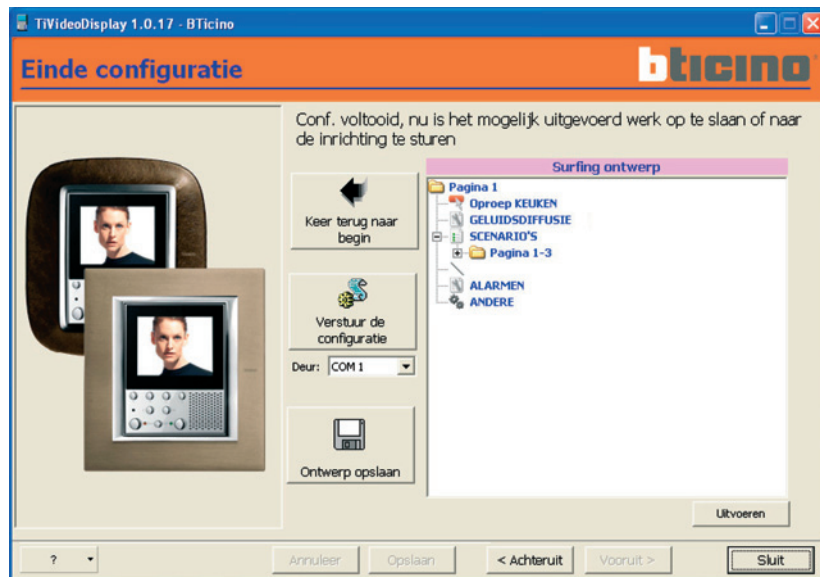 TiVideoDisplay 1.0.17 - BTicino
Einde configuratie
bticino
Conf. voltooid, nu is het mogelijk uitgevoerd werk op te slaan of naar
de inrichting te sturen
Surfing ontwerp
Keer terug naar
begin
Pagina 1
Oproep KEUKEN
GELUIDSDIFFUSIE
SCENARIO'S
Pagina 1-3
ALARMEN
ANDERE
Verstuur de
configuratie
Deur: COM 1
Ontwerp opslaan
Uitvoeren
? Annuleer Opslaan < Achteruit Vooruit > Sluit